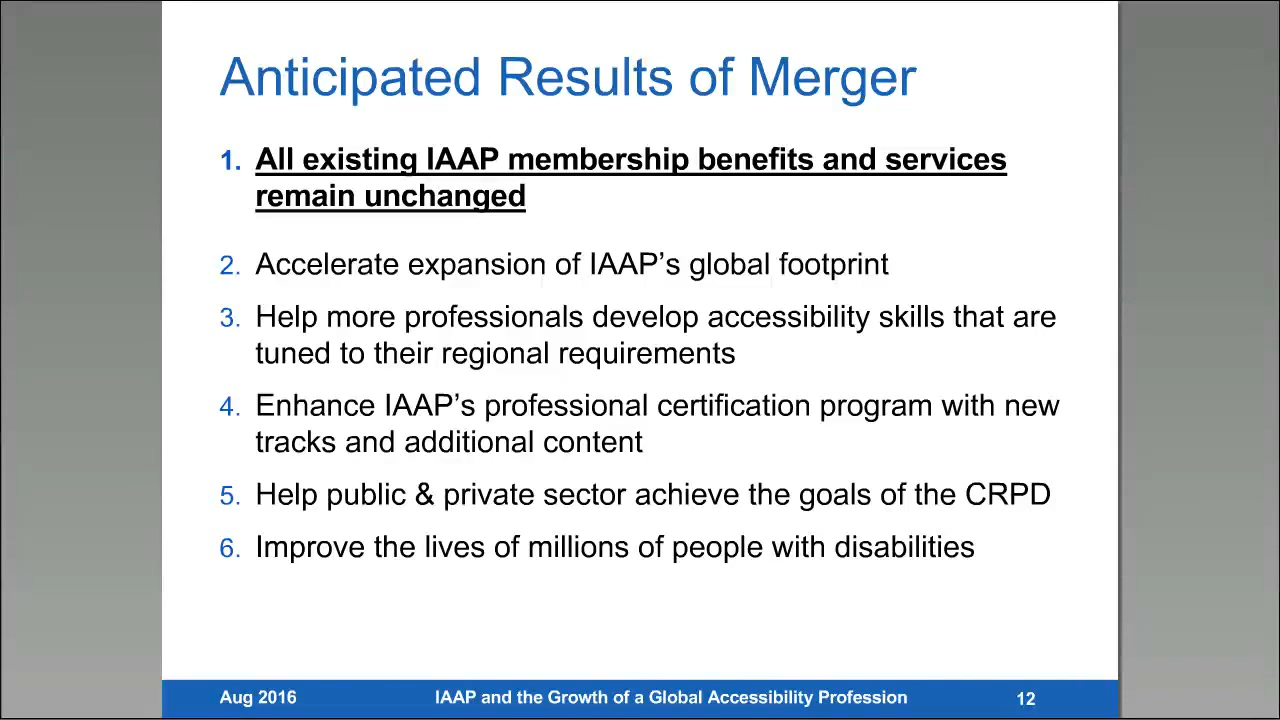 Anticipated Results of Merger
1. All existing IAAP membership benefits and services
remain unchanged
2. Accelerate expansion of IAAP’s global footprint
3. Help more professionals develop accessibility skills that are
tuned to their regional requirements
4. Enhance IAAP’s professional certification program with new
tracks and additional content
5. Help public & private sector achieve the goals of the CRPD
6. Improve the lives of millions of people with disabilities
Aug 2016 IAAP and the Growth of a Global Accessibility Profession 12